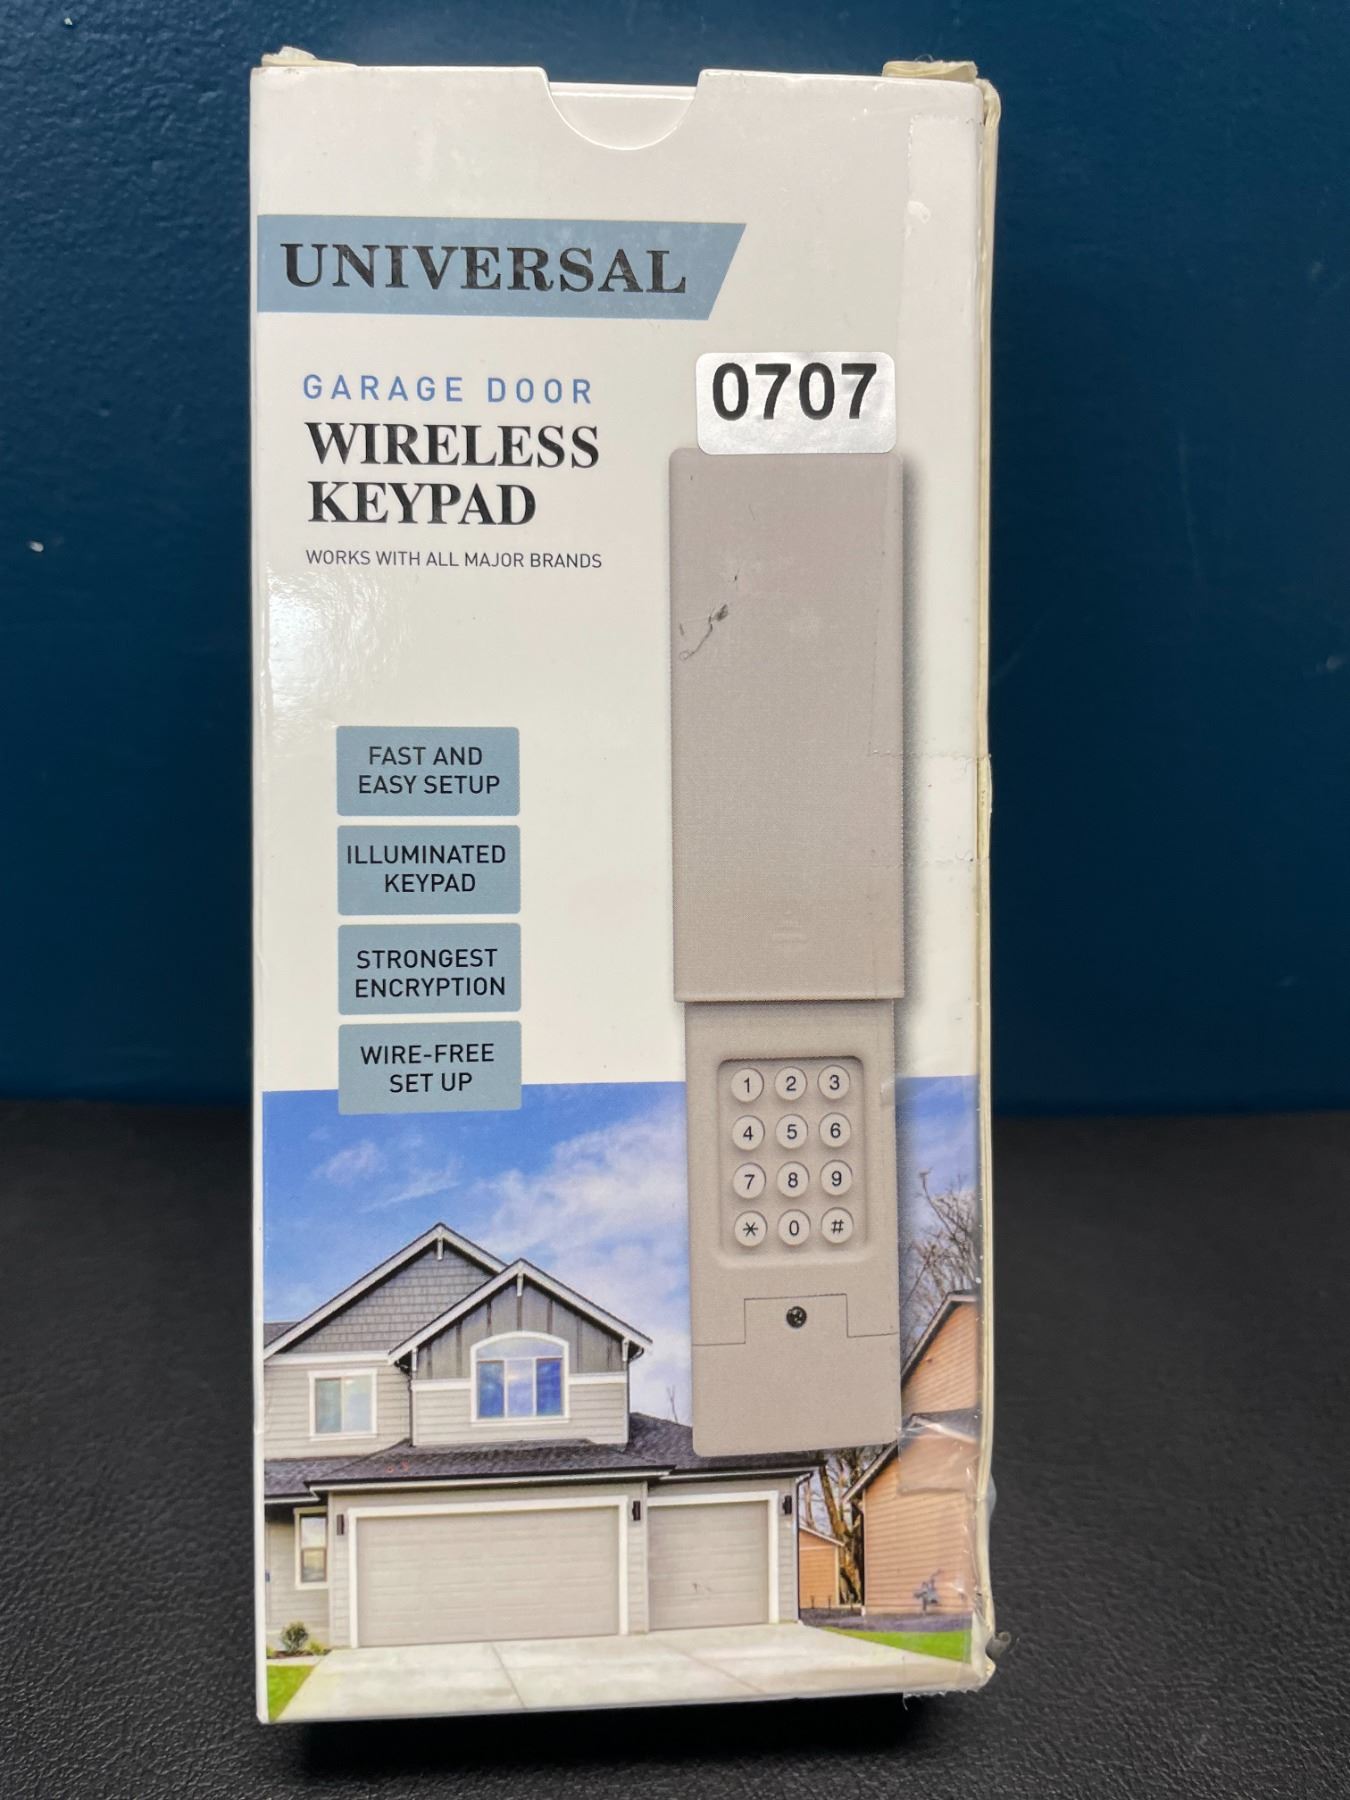 UNIVERSAL
GARAGE DOOR
WIRELESS
KEYPAD
WORKS WITH ALL MAJOR BRANDS
0707
FAST AND
EASY SETUP
ILLUMINATED
KEYPAD
STRONGEST
ENCRYPTION
WIRE-FREE
SET UP
1 2 3
4 5 6
7 8 9
* 0 #